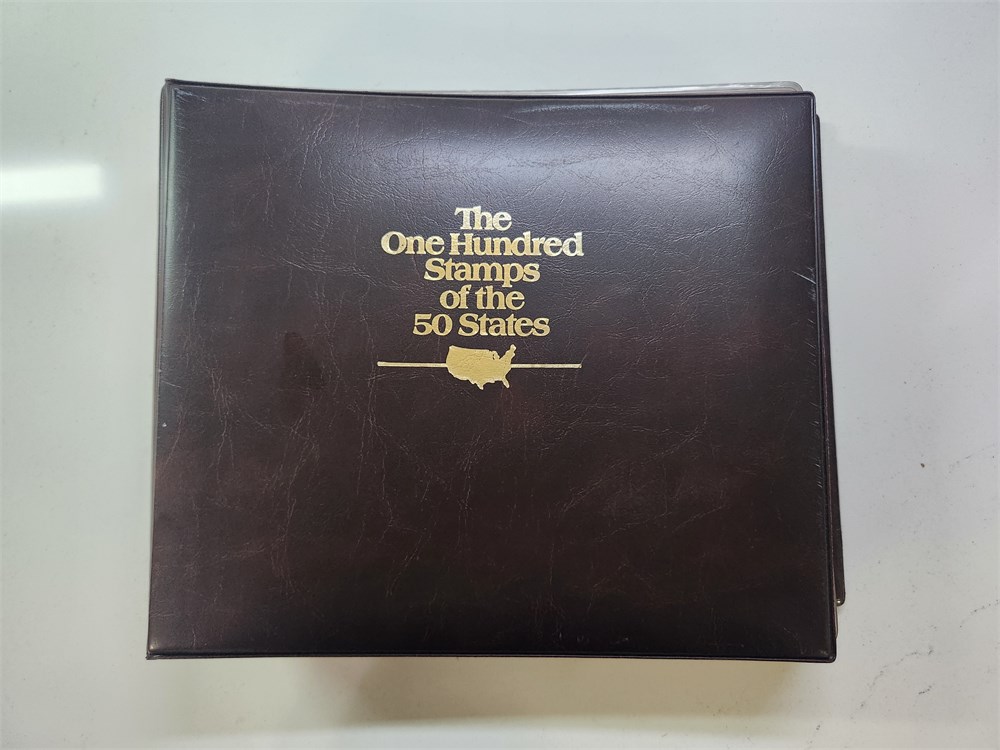 The
One Hundred
Stamps
of the
50 States